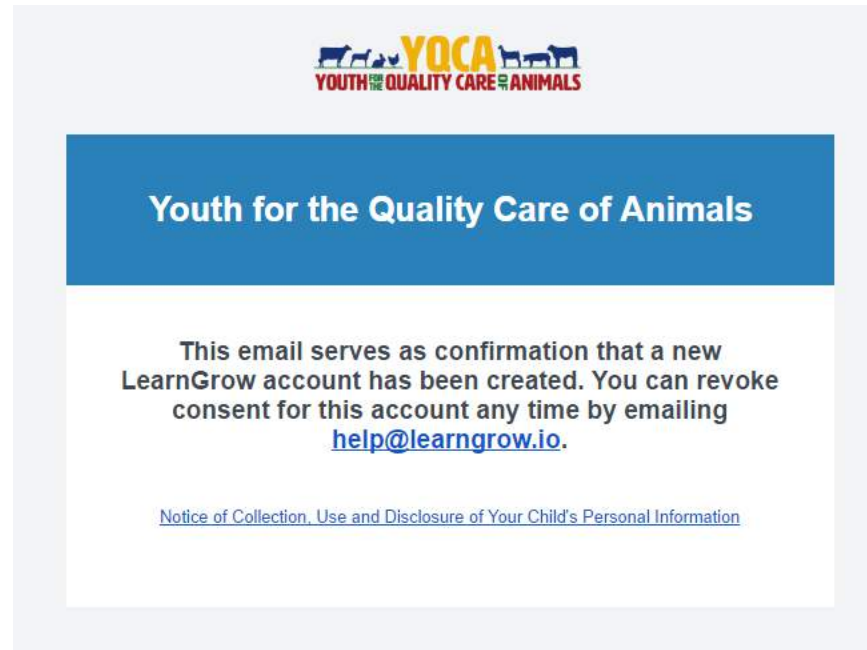 YQCA
YOUTH FOR THE QUALITY CARE OF ANIMALS
Youth for the Quality Care of Animals
This email serves as confirmation that a new
LearnGrow account has been created. You can revoke
consent for this account any time by emailing
help@learngrow.io.
Notice of Collection, Use and Disclosure of Your Child's Personal Information